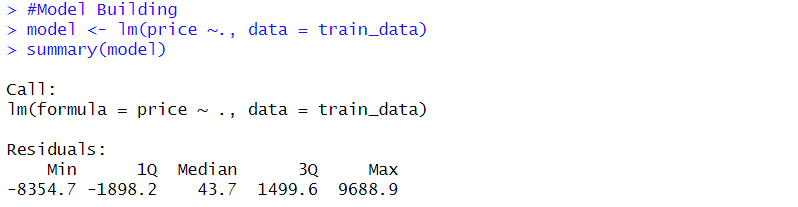 > #Model Building
> model <- lm(price ~., data = train_data)
> summary(model)
Call:
lm(formula = price ~ ., data = train_data)
Residuals:
Min 1Q Median 3Q Max
-8354.7 -1898.2 43.7 1499.6 9688.9